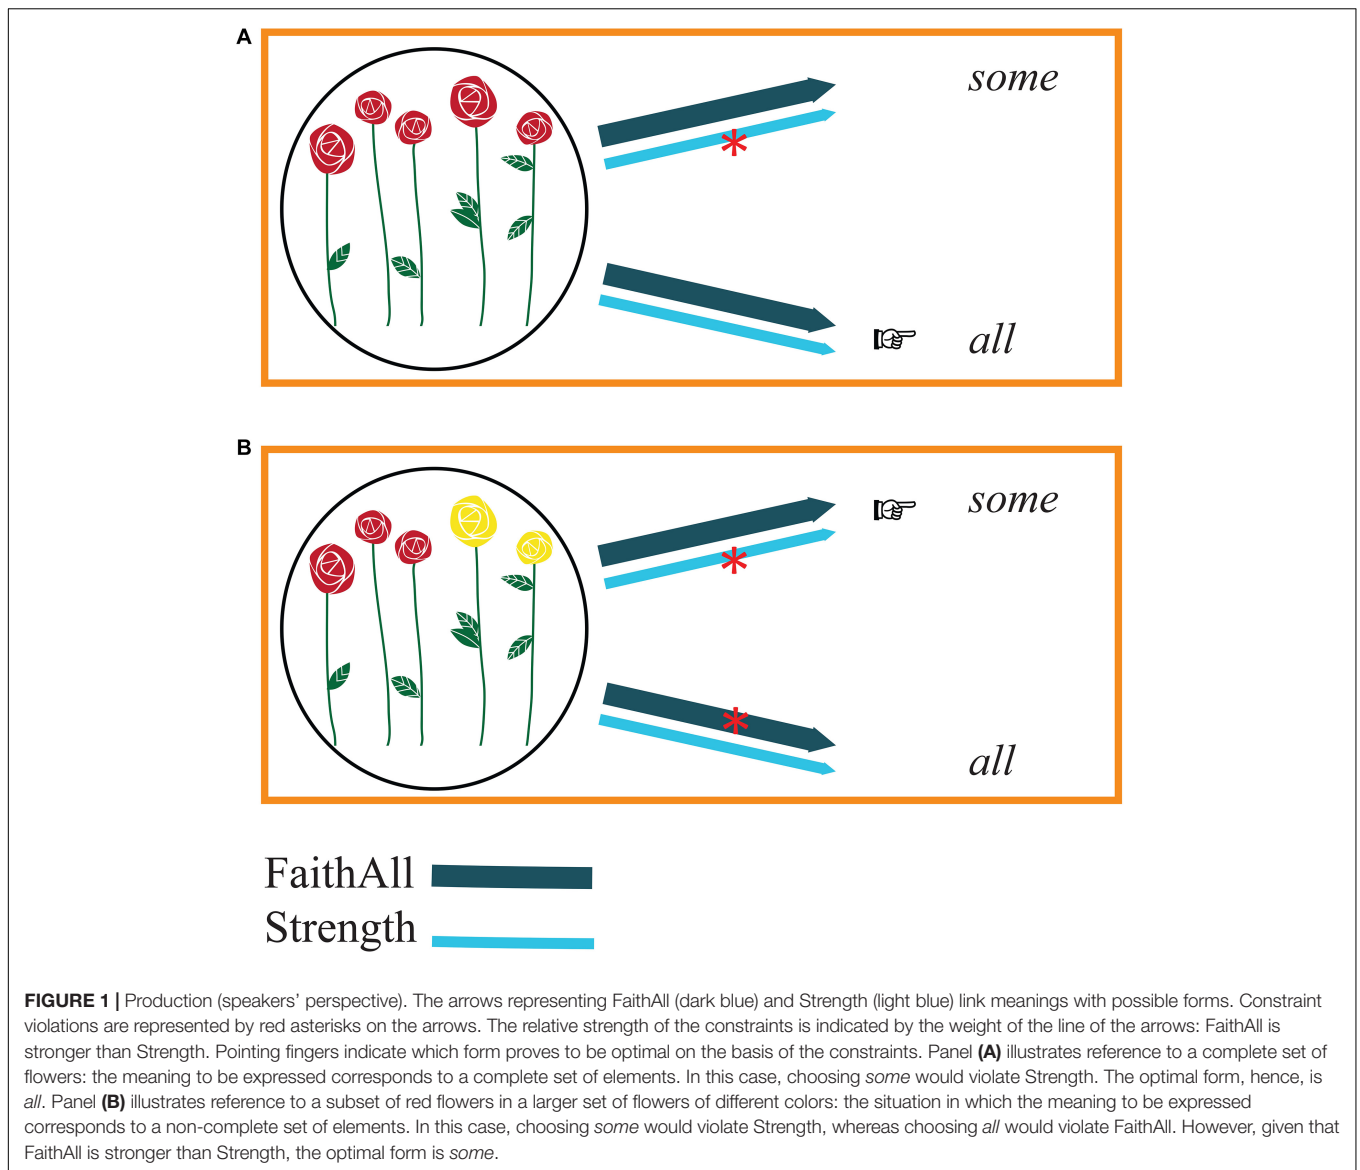 A
some
all
B
some
all
FaithAll
Strength
FIGURE 1 | Production (speakers’ perspective). The arrows representing FaithAll (dark blue) and Strength (light blue) link meanings with possible forms. Constraint
violations are represented by red asterisks on the arrows. The relative strength of the constraints is indicated by the weight of the line of the arrows: FaithAll is
stronger than Strength. Pointing fingers indicate which form proves to be optimal on the basis of the constraints. Panel (A) illustrates reference to a complete set of
flowers: the meaning to be expressed corresponds to a complete set of elements. In this case, choosing some would violate Strength. The optimal form, hence, is
all. Panel (B) illustrates reference to a subset of red flowers in a larger set of flowers of different colors: the situation in which the meaning to be expressed
corresponds to a non-complete set of elements. In this case, choosing some would violate Strength, whereas choosing all would violate FaithAll. However, given that
FaithAll is stronger than Strength, the optimal form is some.